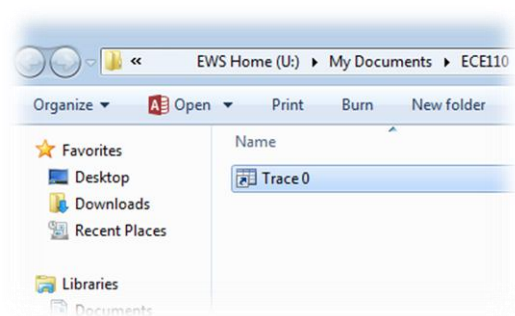 « EWS Home (U:) ▸ My Documents ▸ ECE110
Organize ▾ Open ▾ Print Burn New folder
Favorites
Desktop
Downloads
Recent Places
Libraries
Documents
Name
Trace 0